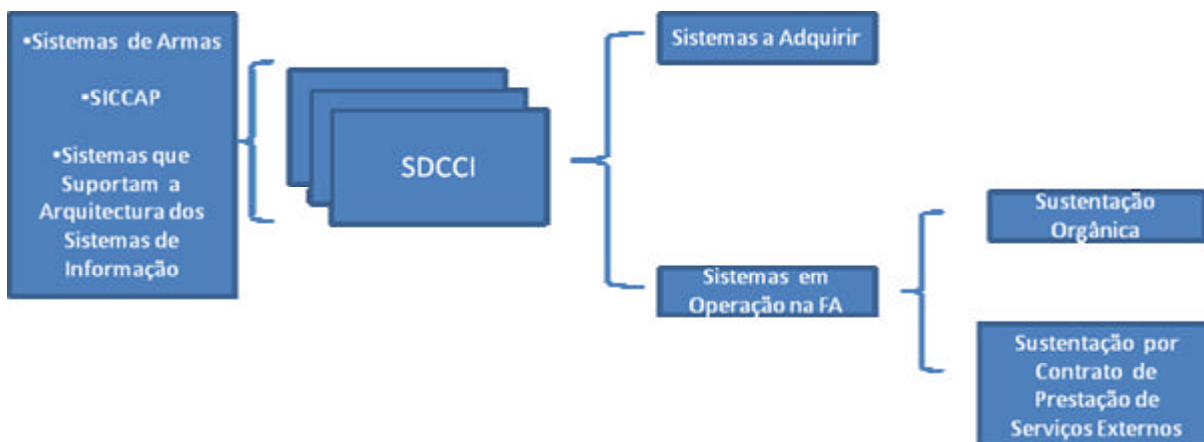 •Sistemas de Armas
•SICCAP
•Sistemas que
Suportam a
Arquitectura dos
Sistemas de
Informação
SDCCI
Sistemas a Adquirir
Sistemas em
Operação na FA
Sustentação
Orgânica
Sustentação por
Contrato de
Prestação de
Serviços Externos